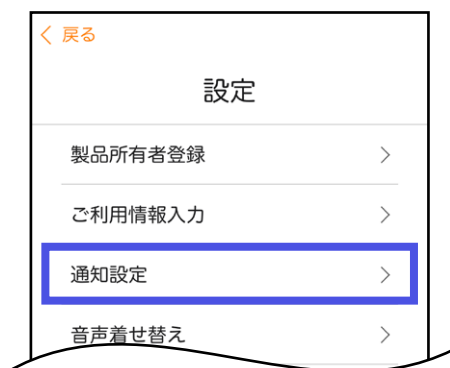 戻る
設定
製品所有者登録
ご利用情報入力
通知設定
音声着せ替え